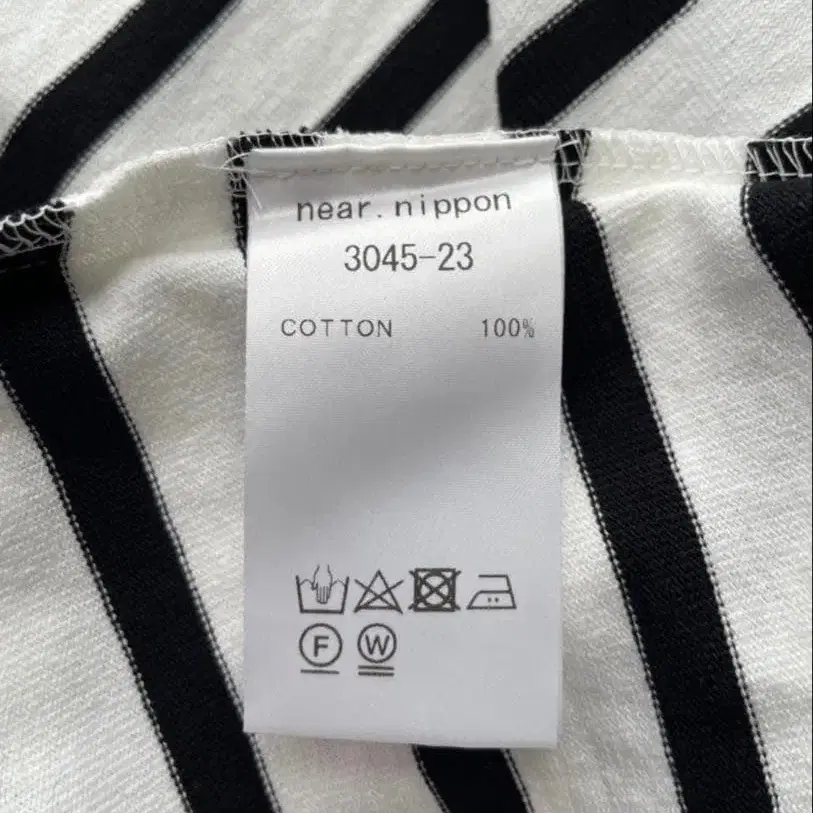 near.nippon
3045-23
COTTON 100%
F W